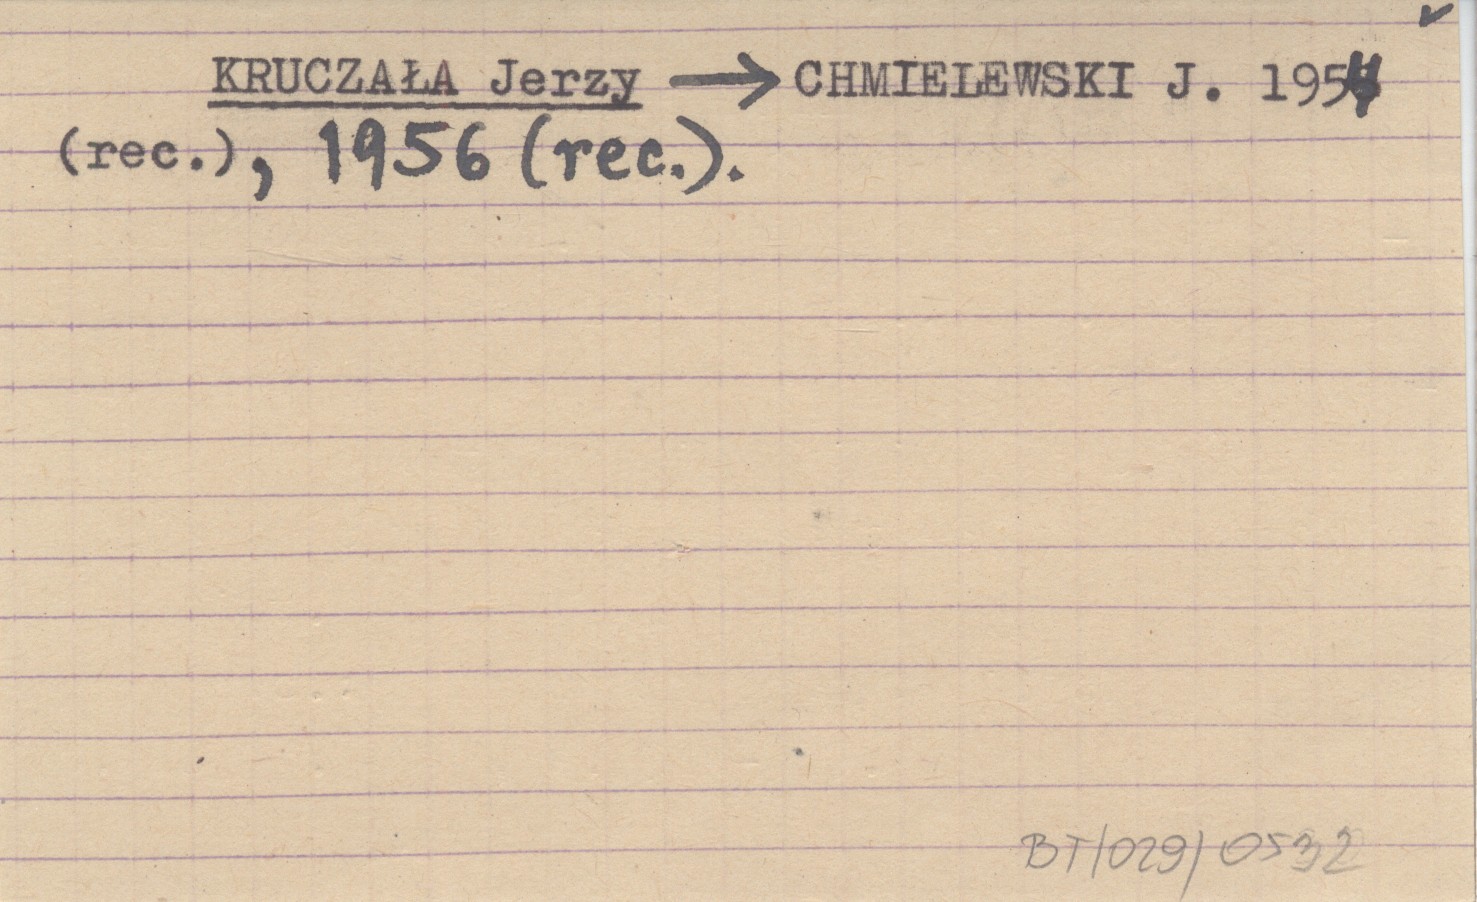 KRUCZAŁA Jerzy → CHMIELEWSKI J. 1954
(rec.), 1956 (rec.).
BT/029/0532